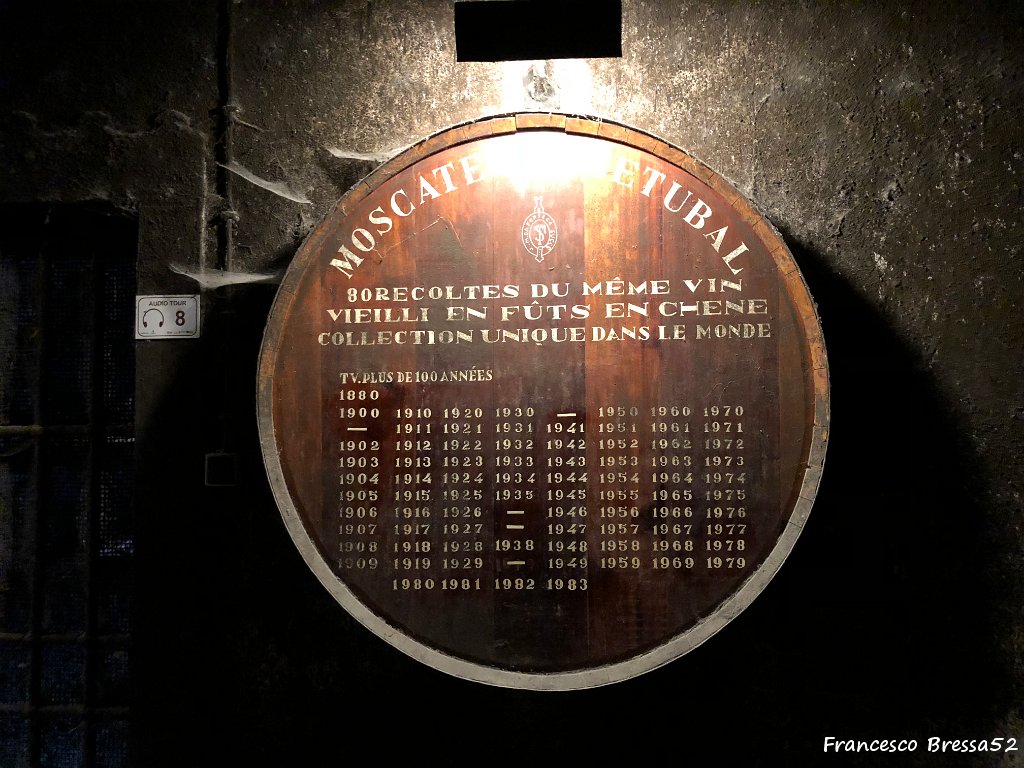 MOSCATE ETUBAL
80 RECOLTES DU MÊME VIN
VIEILLI EN FÛTS EN CHENE
COLLECTION UNIQUE DANS LE MONDE
TV. PLUS DE 100 ANNÉES
1880
1900 1910 1920 1930 — 1950 1960 1970
— 1911 1921 1931 1941 1951 1961 1971
1902 1912 1922 1932 1942 1952 1962 1972
1903 1913 1923 1933 1943 1953 1963 1973
1904 1914 1924 1934 1944 1954 1964 1974
1905 1915 1925 1935 1945 1955 1965 1975
1906 1916 1926 — 1946 1956 1966 1976
1907 1917 1927 — 1947 1957 1967 1977
1908 1918 1928 1938 1948 1958 1968 1978
1909 1919 1929 — 1949 1959 1969 1979
1980 1981 1982 1983
AUDIO TOUR
8
Francesco Bressa52